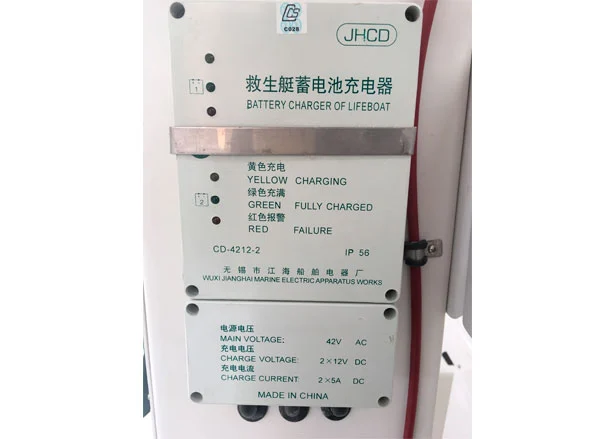 CCS
C028
JHCD
救生艇蓄电池充电器
BATTERY CHARGER OF LIFEBOAT
1
黄色充电
YELLOW CHARGING
绿色充满
GREEN FULLY CHARGED
2
红色报警
RED FAILURE
CD-4212-2 IP 56
无锡市江海船舶电器厂
WUXI JIANGHAI MARINE ELECTRIC APPARATUS WORKS
电源电压
MAIN VOLTAGE: 42V AC
充电电压
CHARGE VOLTAGE: 2×12V DC
充电电流
CHARGE CURRENT: 2×5A DC
MADE IN CHINA